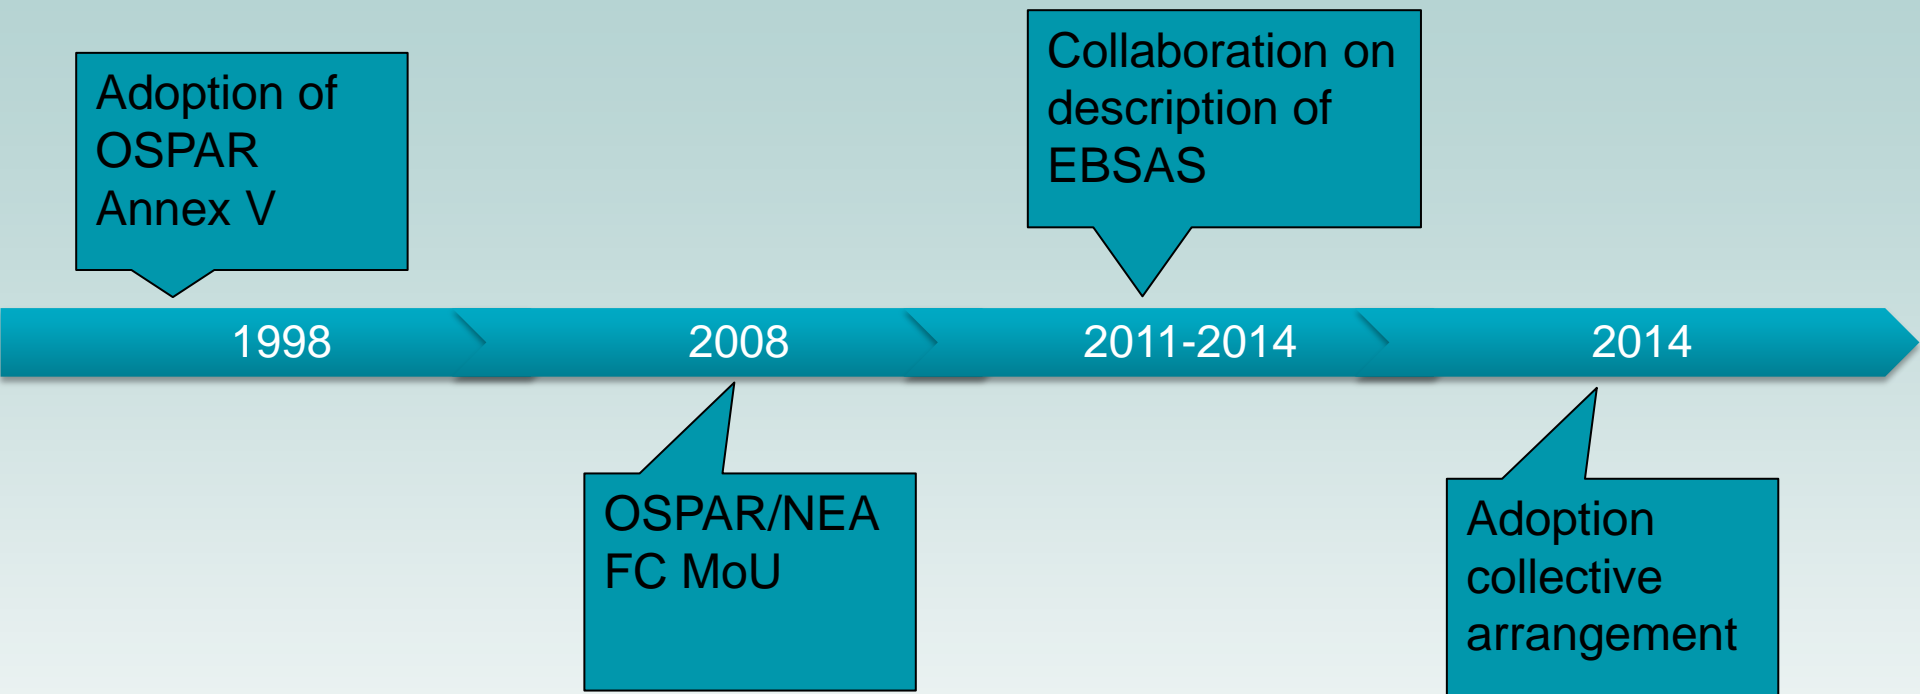 Adoption of
OSPAR
Annex V
Collaboration on
description of
EBSAS
1998
2008
2011-2014
2014
OSPAR/NEA
FC MoU
Adoption
collective
arrangement